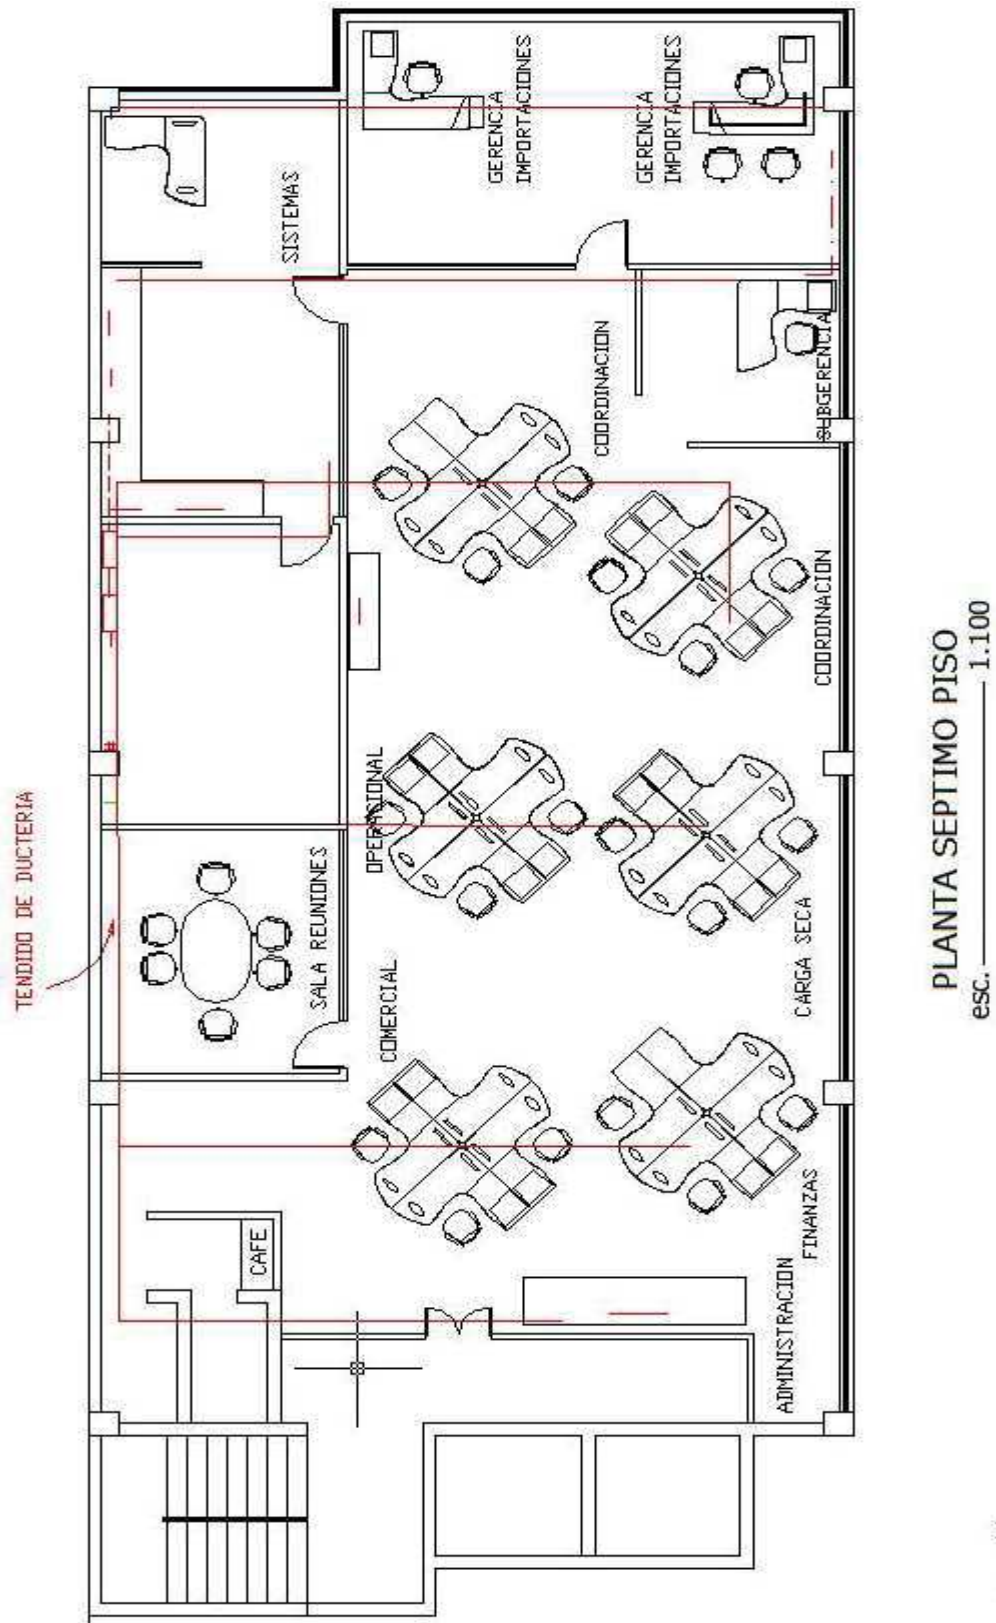 TENDIDO DE DUCTERIA
SISTEMAS
GERENCIA
IMPORTACIONES
GERENCIA
IMPORTACIONES
SUBGERENCIA
COORDINACION
COORDINACION
OPERASIONAL
SALA REUNIONES
COMERCIAL
CARGA SECA
CAFE
FINANZAS
ADMINISTRACION
PLANTA SEPTIMO PISO
esc. 1.100